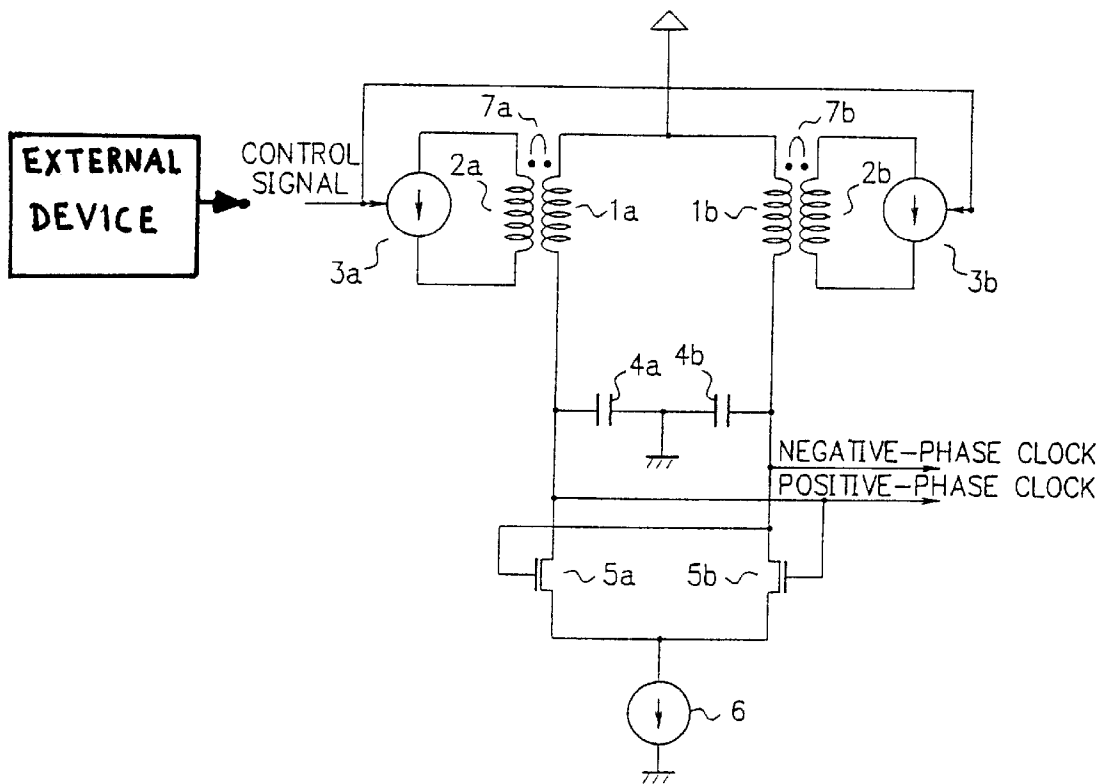 EXTERNAL
DEVICE
CONTROL
SIGNAL
7a
7b
2a
1a
1b
2b
3a
3b
4a
4b
NEGATIVE-PHASE CLOCK
POSITIVE-PHASE CLOCK
5a
5b
6